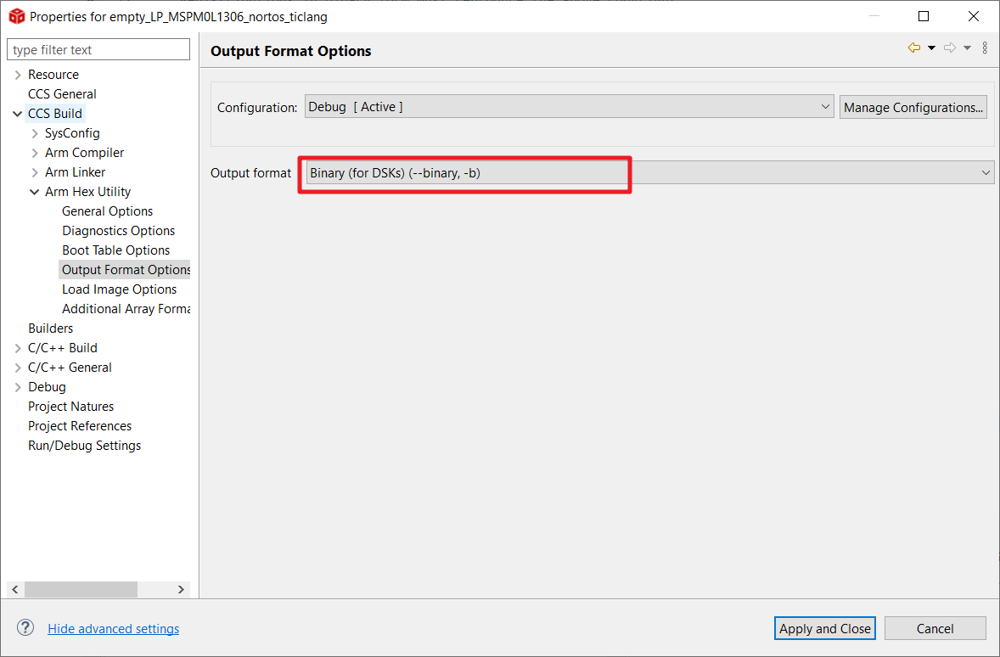 Properties for empty_LP_MSPM0L1306_nortos_ticlang
type filter text
Resource
CCS General
CCS Build
SysConfig
Arm Compiler
Arm Linker
Arm Hex Utility
General Options
Diagnostics Options
Boot Table Options
Output Format Options
Load Image Options
Additional Array Forma
Builders
C/C++ Build
C/C++ General
Debug
Project Natures
Project References
Run/Debug Settings
Output Format Options
Configuration: Debug [ Active ] Manage Configurations...
Output format Binary (for DSKs) (--binary, -b)
? Hide advanced settings Apply and Close Cancel